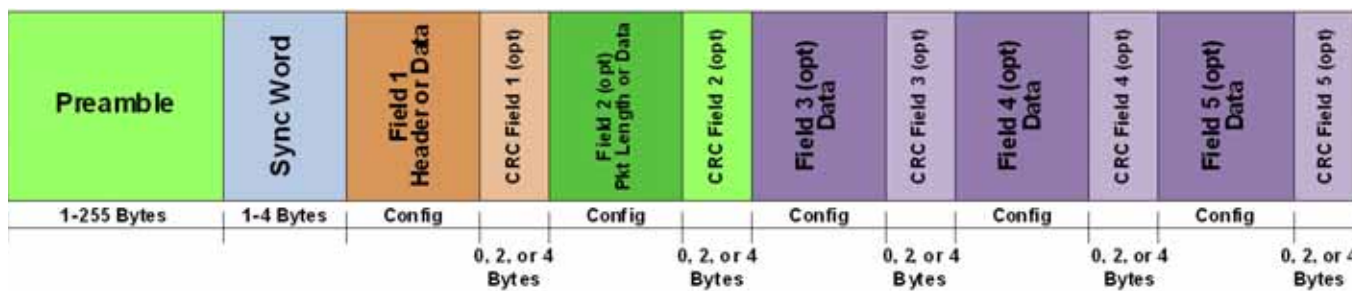 Preamble
Sync Word
Field 1
Header or Data
CRC Field 1 (opt)
Field 2 (opt)
Pkt Length or Data
CRC Field 2 (opt)
Field 3 (opt)
Data
CRC Field 3 (opt)
Field 4 (opt)
Data
CRC Field 4 (opt)
Field 5 (opt)
Data
CRC Field 5 (opt)
1-255 Bytes
1-4 Bytes
Config
Config
Config
Config
Config
0, 2, or 4
Bytes
0, 2, or 4
Bytes
0, 2, or 4
Bytes
0, 2, or 4
Bytes
0, 2, or 4
Bytes